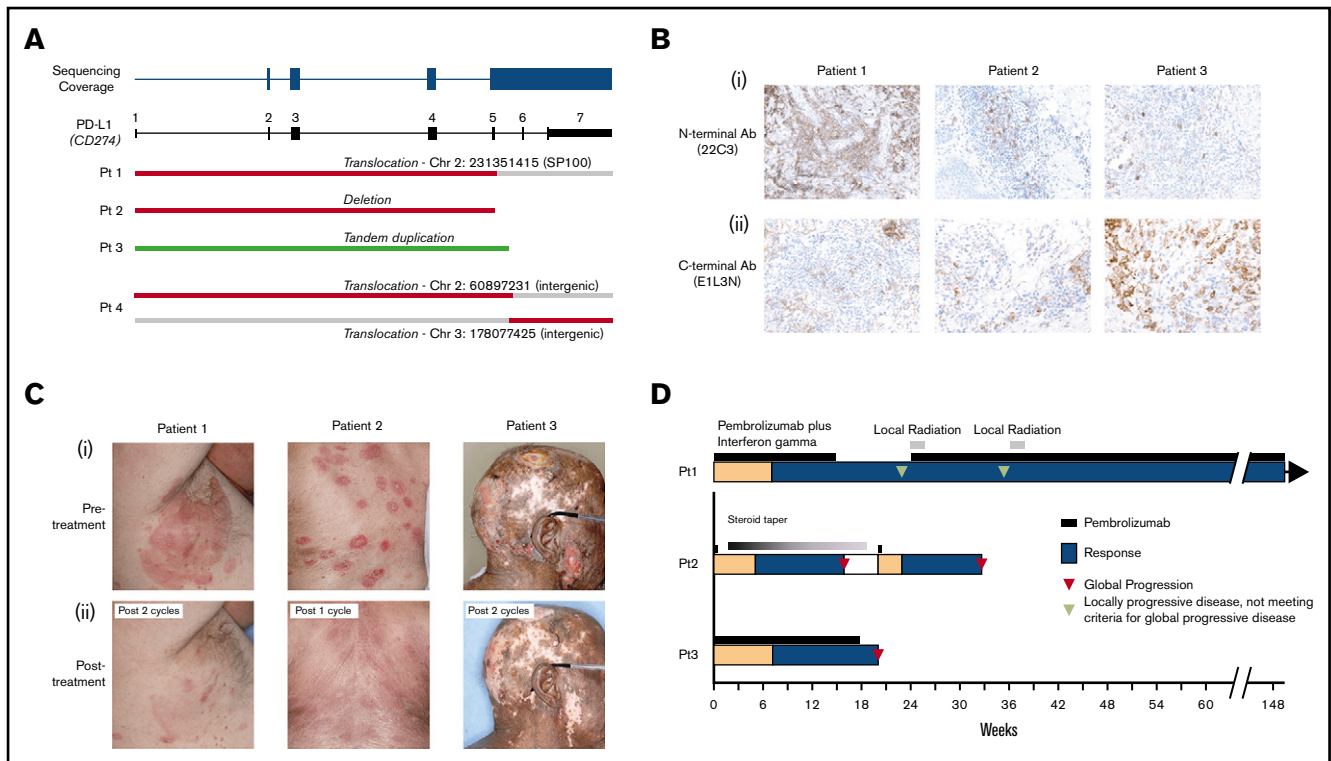 A
Sequencing
Coverage
1 2 3 4 5 6 7
PD-L1
(CD274)
Translocation - Chr 2: 231351415 (SP100)
Pt 1
Deletion
Pt 2
Tandem duplication
Pt 3
Translocation - Chr 2: 60897231 (intergenic)
Pt 4
Translocation - Chr 3: 178077425 (intergenic)
B
Patient 1 Patient 2 Patient 3
(i)
N-terminal Ab
(22C3)
(ii)
C-terminal Ab
(E1L3N)
C
Patient 1 Patient 2 Patient 3
(i)
Pre-
treatment
(ii)
Post 2 cycles Post 1 cycle Post 2 cycles
Post-
treatment
D
Pembrolizumab plus
Interferon gamma
Local Radiation Local Radiation
Pt1
Steroid taper
Pt2
Pt3
Pembrolizumab
Response
Global Progression
Locally progressive disease, not meeting
criteria for global progressive disease
0 6 12 18 24 30 36 42 48 54 60 148
Weeks